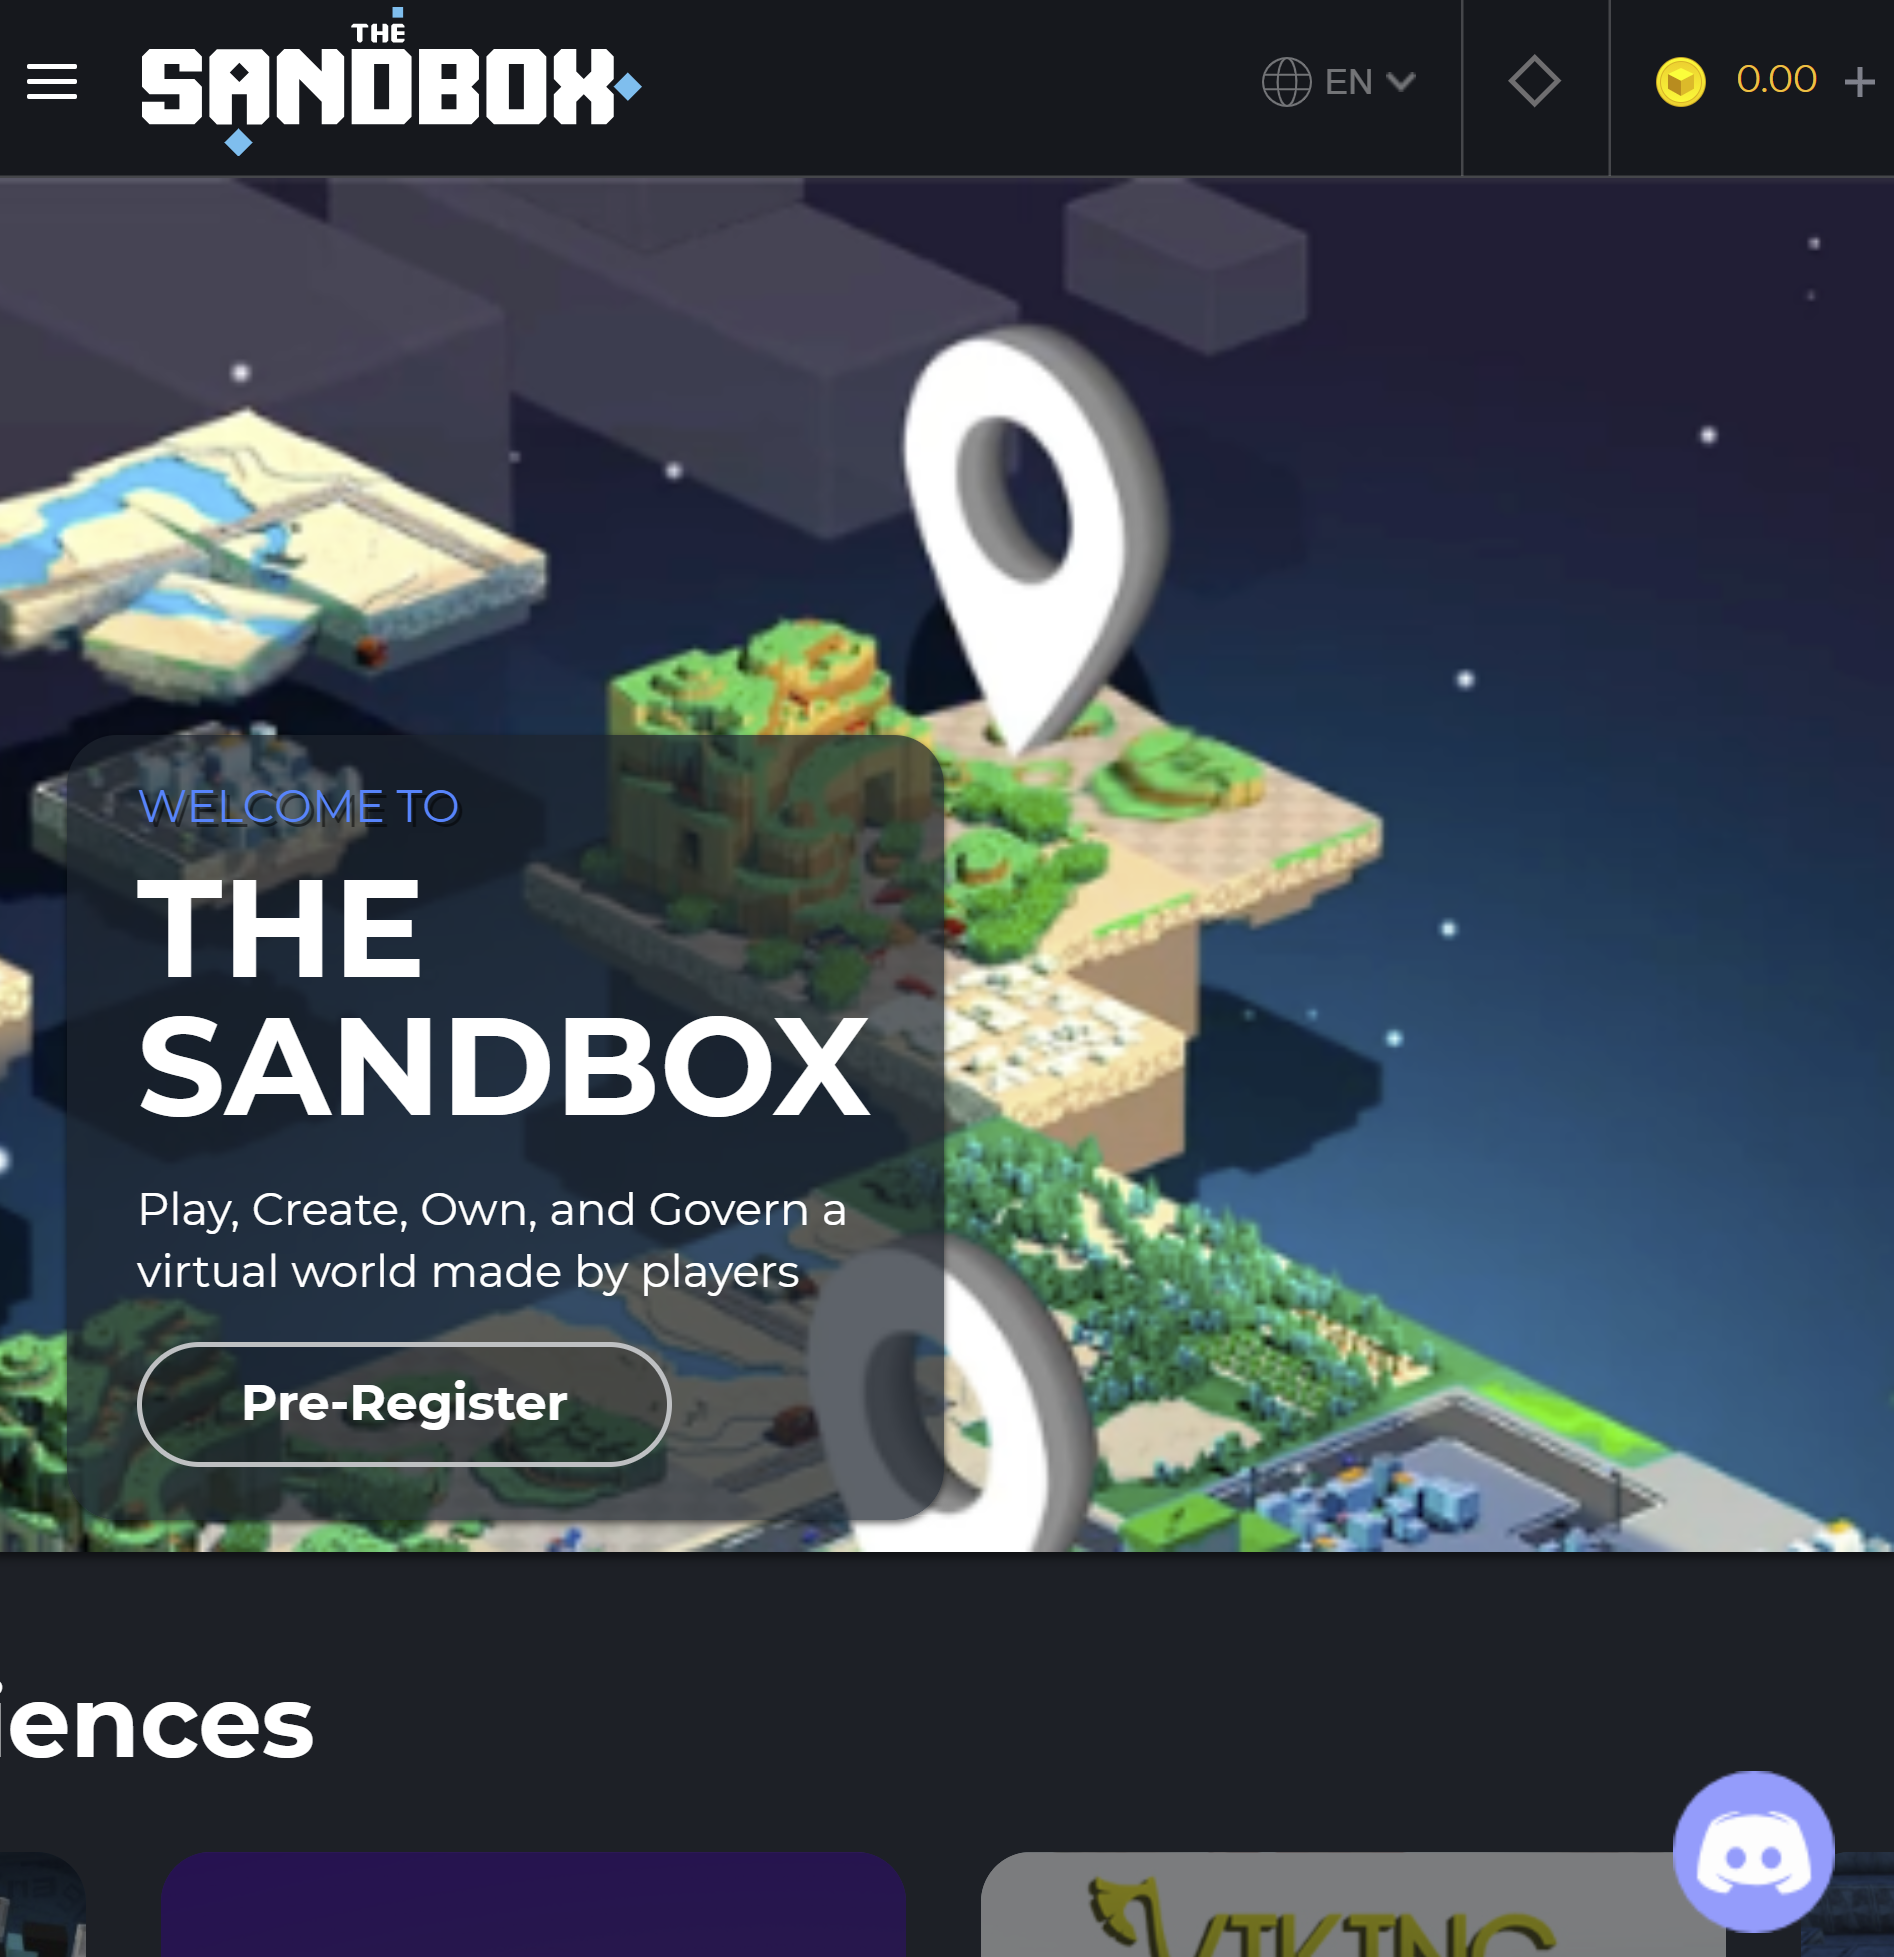 THE
SANDBOX
EN
0.00
WELCOME TO
THE
SANDBOX
Play, Create, Own, and Govern a
virtual world made by players
Pre-Register
iences
VIKING